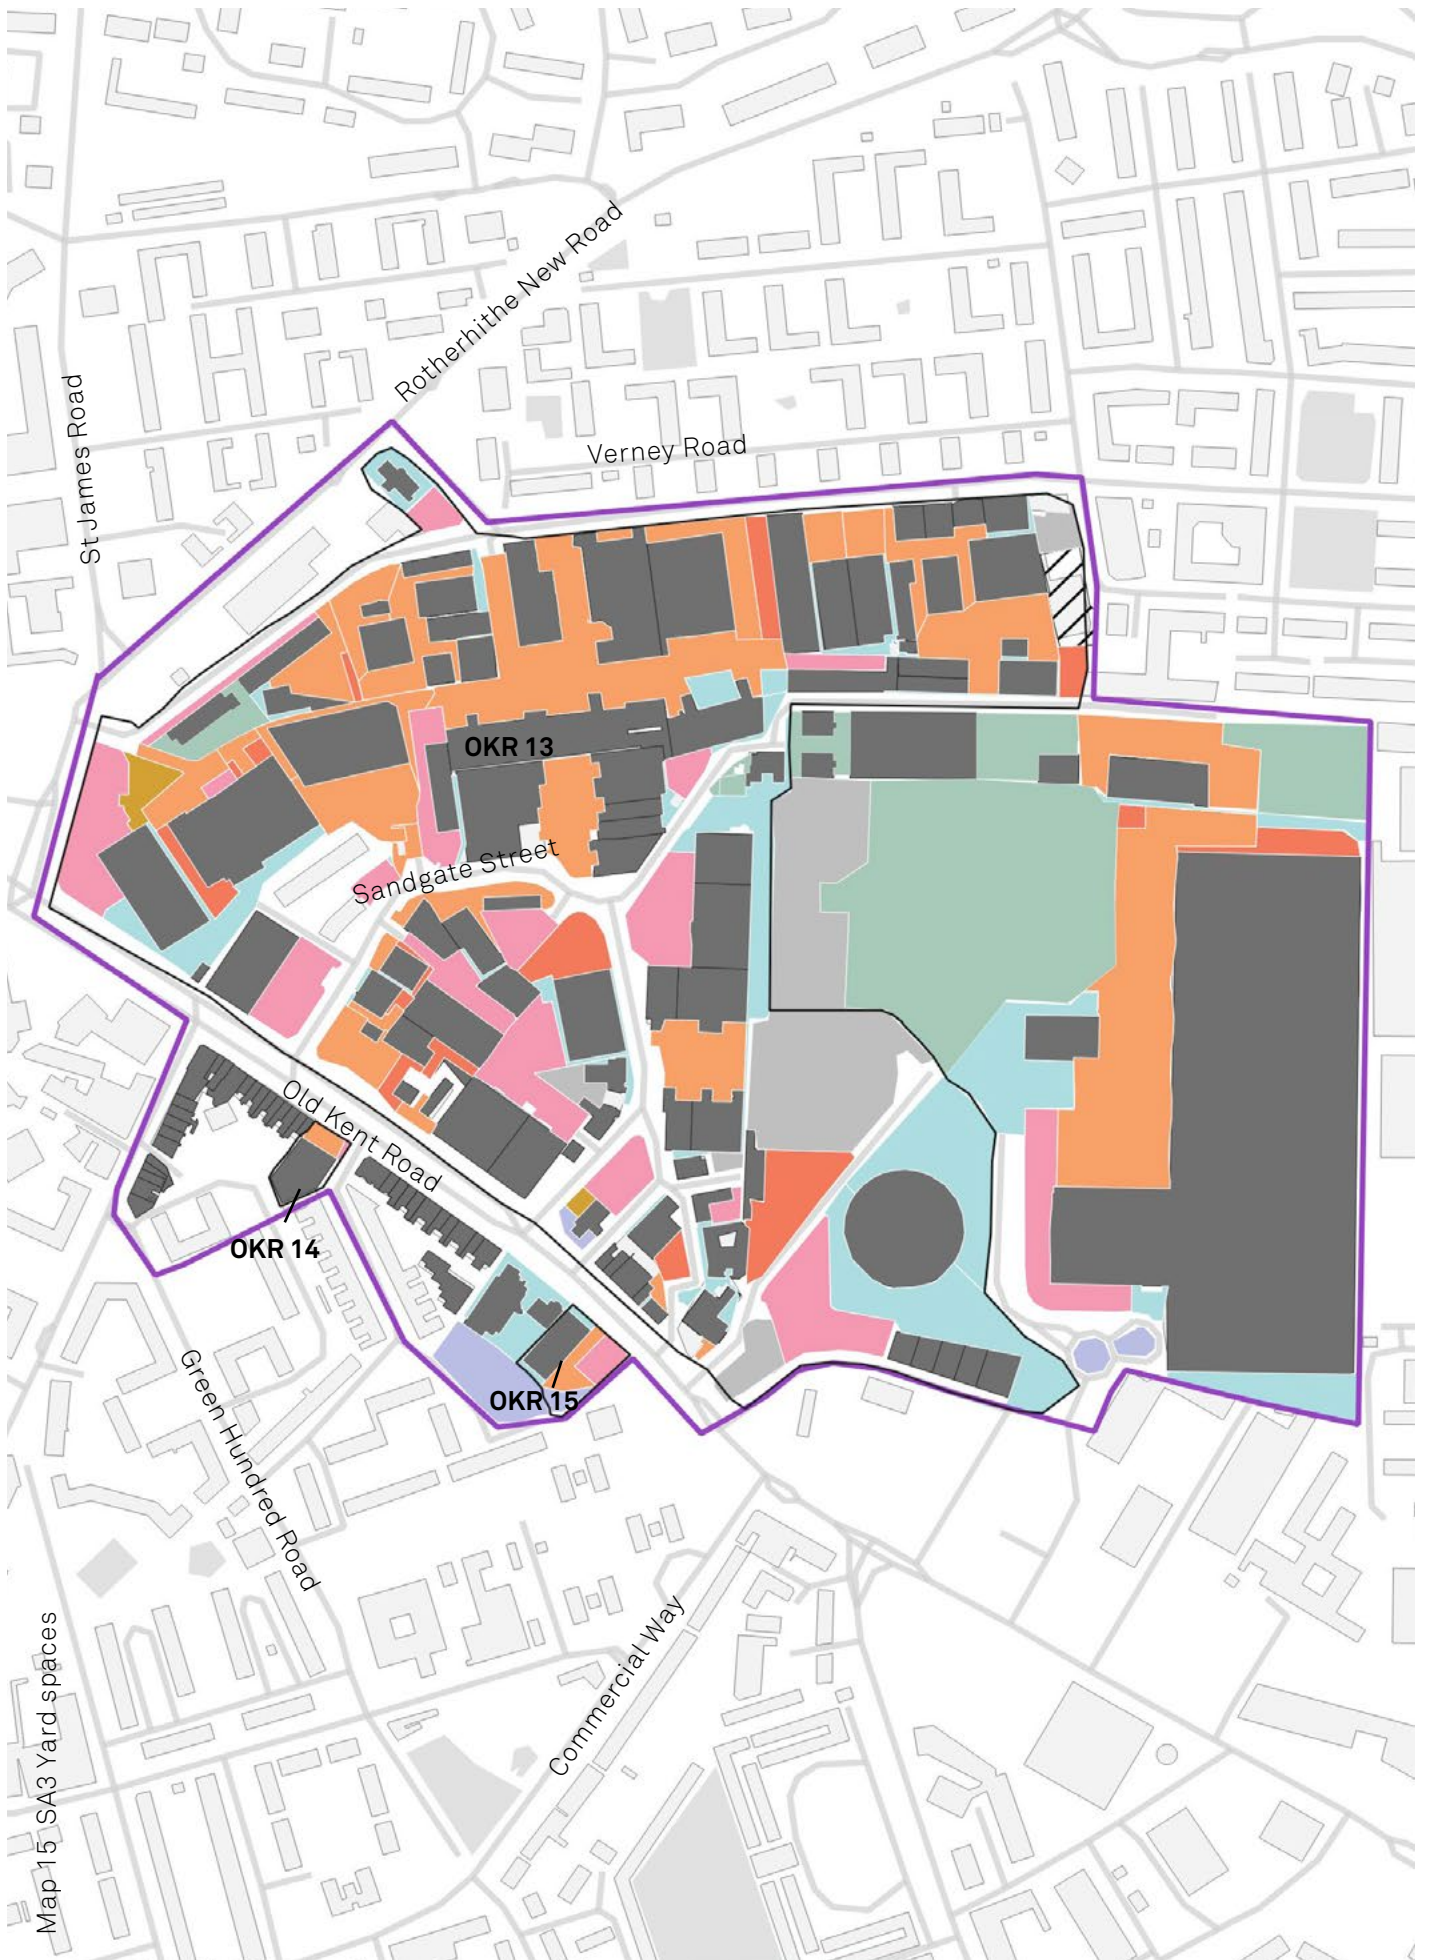 Rotherhithe New Road
St James Road
Verney Road
OKR 13
Sandgate Street
Old Kent Road
OKR 14
OKR 15
Green Hundred Road
Commercial Way
Map 15 SA3 Yard spaces